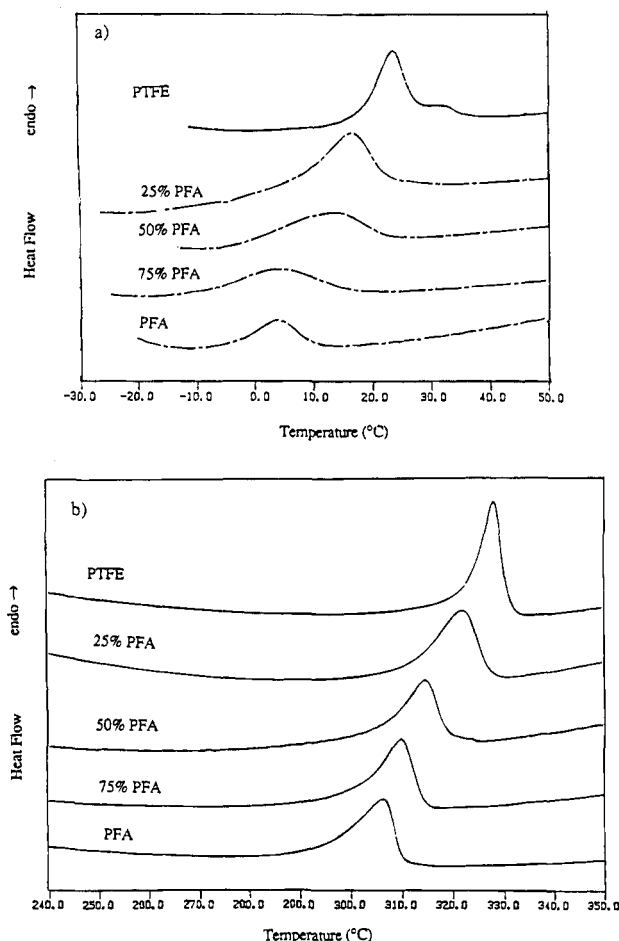 a)
PTFE
25% PFA
50% PFA
75% PFA
PFA
Heat Flow endo →
-30.0 -20.0 -10.0 0.0 10.0 20.0 30.0 40.0 50.0
Temperature (°C)
b)
PTFE
25% PFA
50% PFA
75% PFA
PFA
Heat Flow endo →
240.0 250.0 260.0 270.0 280.0 290.0 300.0 310.0 320.0 330.0 340.0 350.0
Temperature (°C)